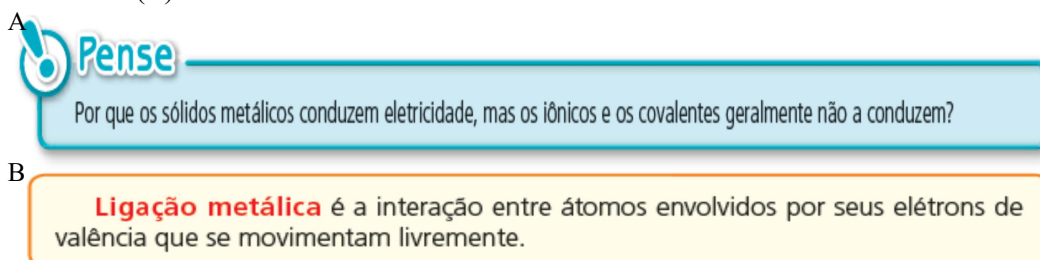 A
Pense
Por que os sólidos metálicos conduzem eletricidade, mas os iônicos e os covalentes geralmente não a conduzem?
B
Ligação metálica é a interação entre átomos envolvidos por seus elétrons de
valência que se movimentam livremente.